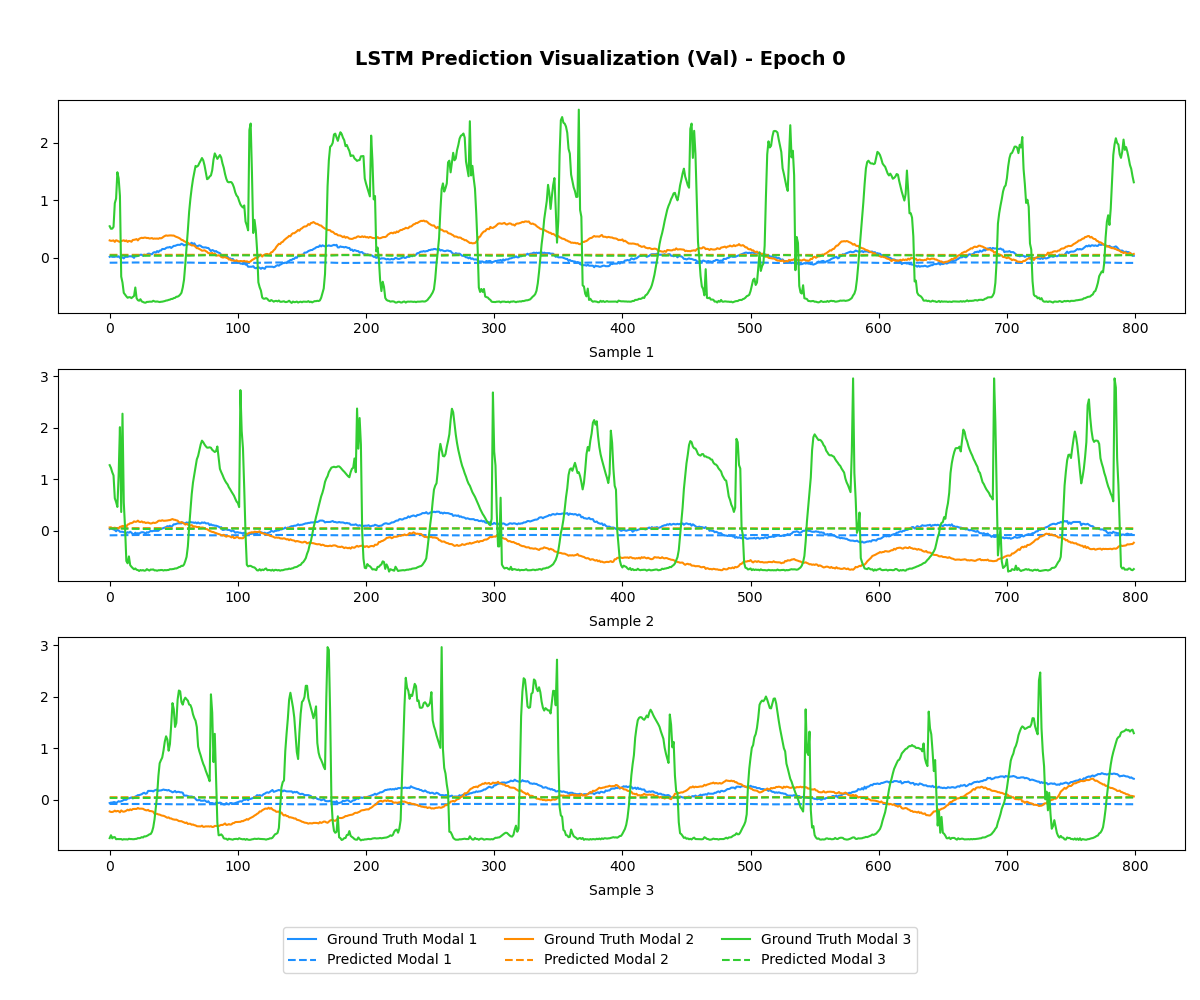 LSTM Prediction Visualization (Val) - Epoch 0
2
1
0
0 100 200 300 400 500 600 700 800
Sample 1
3
2
1
0
0 100 200 300 400 500 600 700 800
Sample 2
3
2
1
0
0 100 200 300 400 500 600 700 800
Sample 3
Ground Truth Modal 1 Ground Truth Modal 2 Ground Truth Modal 3
Predicted Modal 1 Predicted Modal 2 Predicted Modal 3